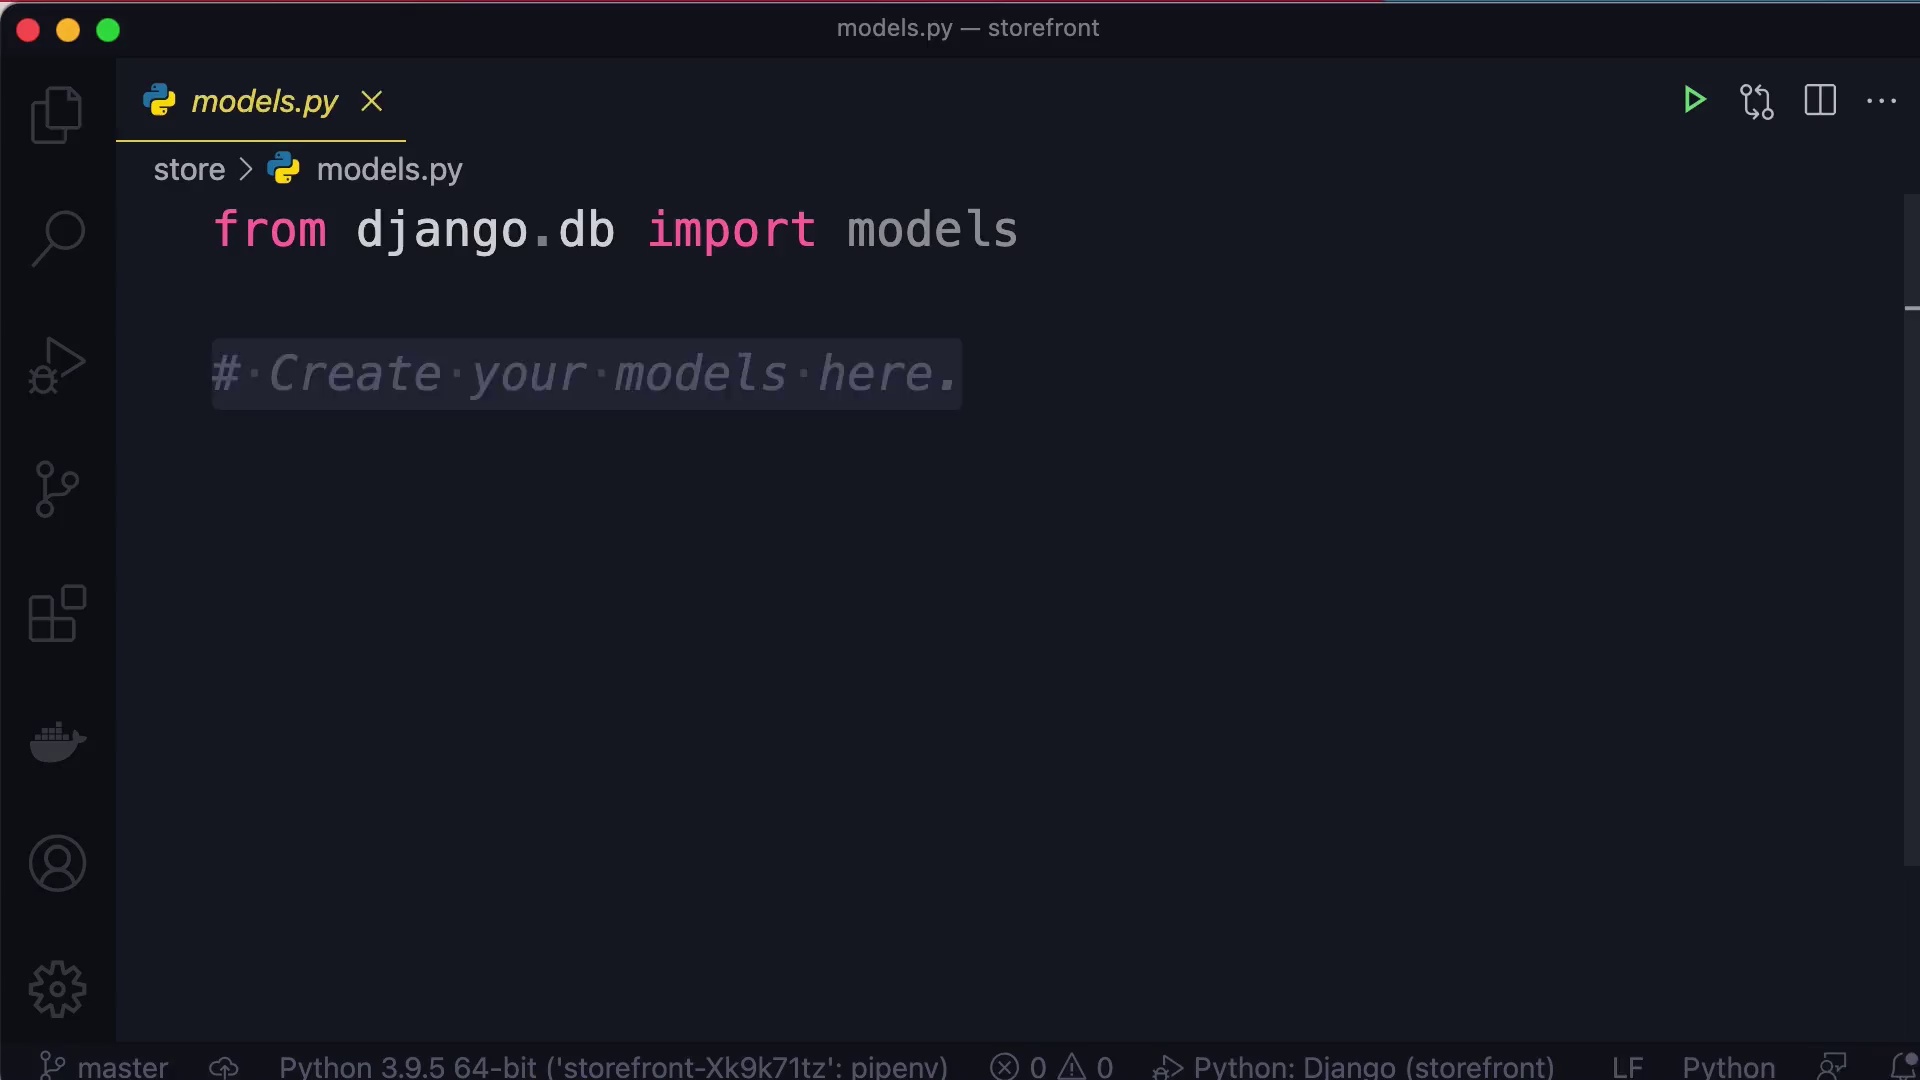 models.py — storefront
models.py
store > models.py
from django.db import models
# Create your models here.
master
Python 3.9.5 64-bit ('storefront-Xk9k71tz': pipenv)
0
0
Python: Django (storefront)
LF
Python